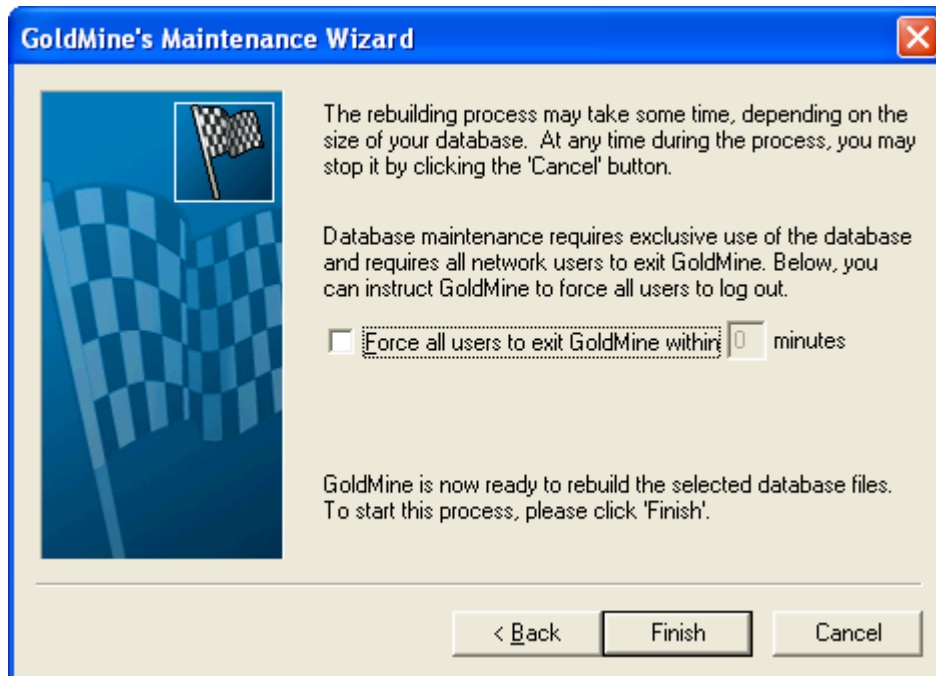 GoldMine's Maintenance Wizard
The rebuilding process may take some time, depending on the
size of your database. At any time during the process, you may
stop it by clicking the 'Cancel' button.
Database maintenance requires exclusive use of the database
and requires all network users to exit GoldMine. Below, you
can instruct GoldMine to force all users to log out.
Force all users to exit GoldMine within 0 minutes
GoldMine is now ready to rebuild the selected database files.
To start this process, please click 'Finish'.
< Back Finish Cancel